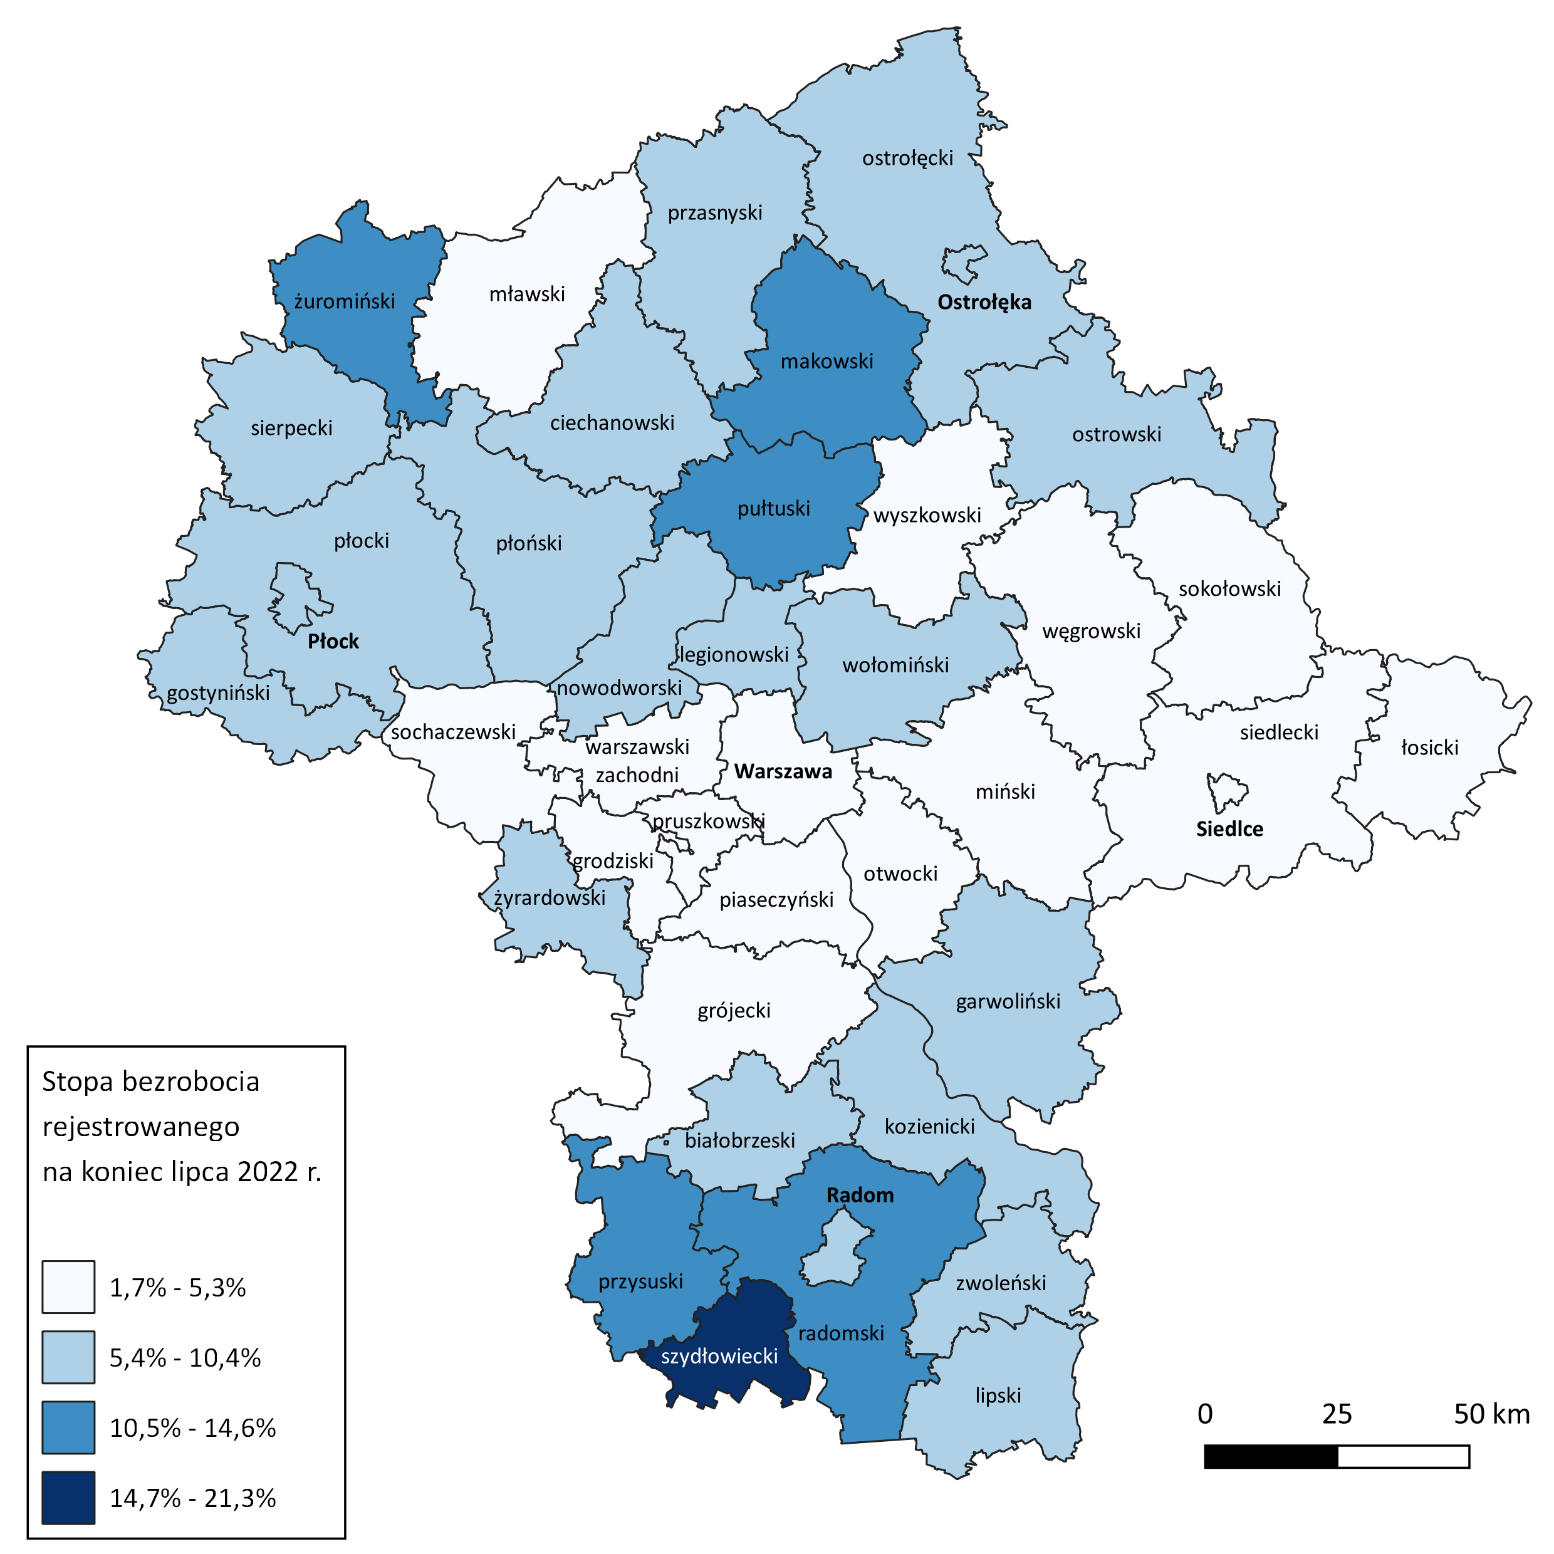 ostrołęcki
przasnyski
żuromiński
mławski
Ostrołęka
makowski
sierpecki
ciechanowski
ostrowski
pułtuski
wyszkowski
płocki
płoński
sokołowski
węgrowski
Płock
legionowski
wołomiński
gostyniński
nowodworski
sochaczewski
siedlecki
warszawski
zachodni
łosicki
Warszawa
miński
pruszkowski
Siedlce
grodziski
otwocki
żyrardowski
piaseczyński
garwoliński
grójecki
kozienicki
białobrzeski
Radom
przysuski
zwoleński
radomski
szydłowiecki
lipski
Stopa bezrobocia
rejestrowanego
na koniec lipca 2022 r.
1,7% - 5,3%
5,4% - 10,4%
10,5% - 14,6%
14,7% - 21,3%
0 25 50 km